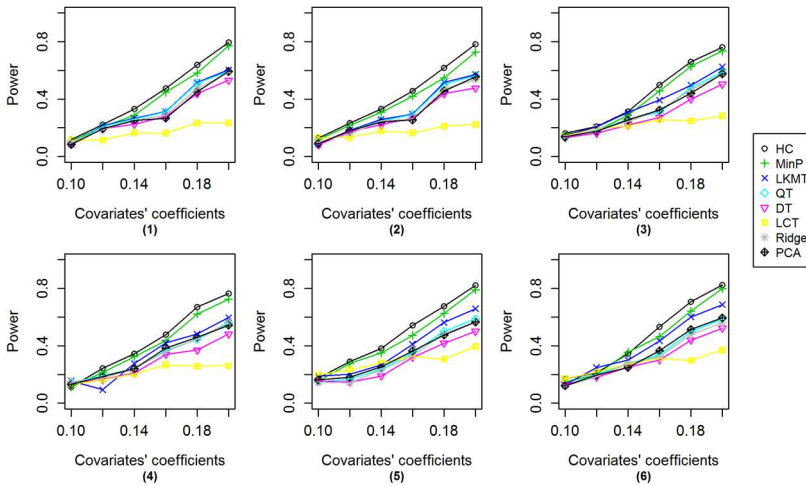 Power
0.0 0.4 0.8
0.10 0.14 0.18
Covariates' coefficients
(1)
Power
0.0 0.4 0.8
0.10 0.14 0.18
Covariates' coefficients
(2)
Power
0.0 0.4 0.8
0.10 0.14 0.18
Covariates' coefficients
(3)
HC
MinP
LKMT
QT
DT
LCT
Ridge
PCA
Power
0.0 0.4 0.8
0.10 0.14 0.18
Covariates' coefficients
(4)
Power
0.0 0.4 0.8
0.10 0.14 0.18
Covariates' coefficients
(5)
Power
0.0 0.4 0.8
0.10 0.14 0.18
Covariates' coefficients
(6)